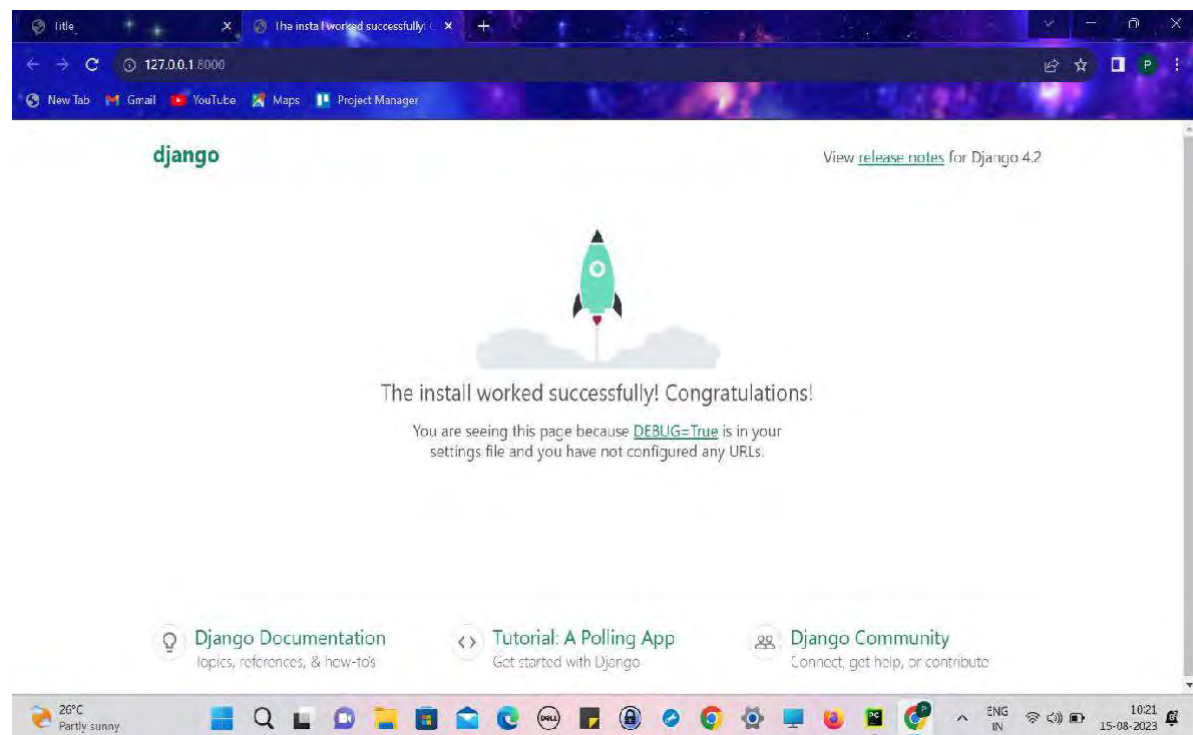 Title
The install worked successfully!
127.0.0.1:8000
P
New Tab
Gmail
YouTube
Maps
Project Manager
django
View release notes for Django 4.2
The install worked successfully! Congratulations!
You are seeing this page because DEBUG=True is in your
settings file and you have not configured any URLs.
Django Documentation
Topics, references, & how-to's
Tutorial: A Polling App
Get started with Django
Django Community
Connect, get help, or contribute
26°C
Partly sunny
DELL
PC
P
ENG
IN
10:21
15-08-2023